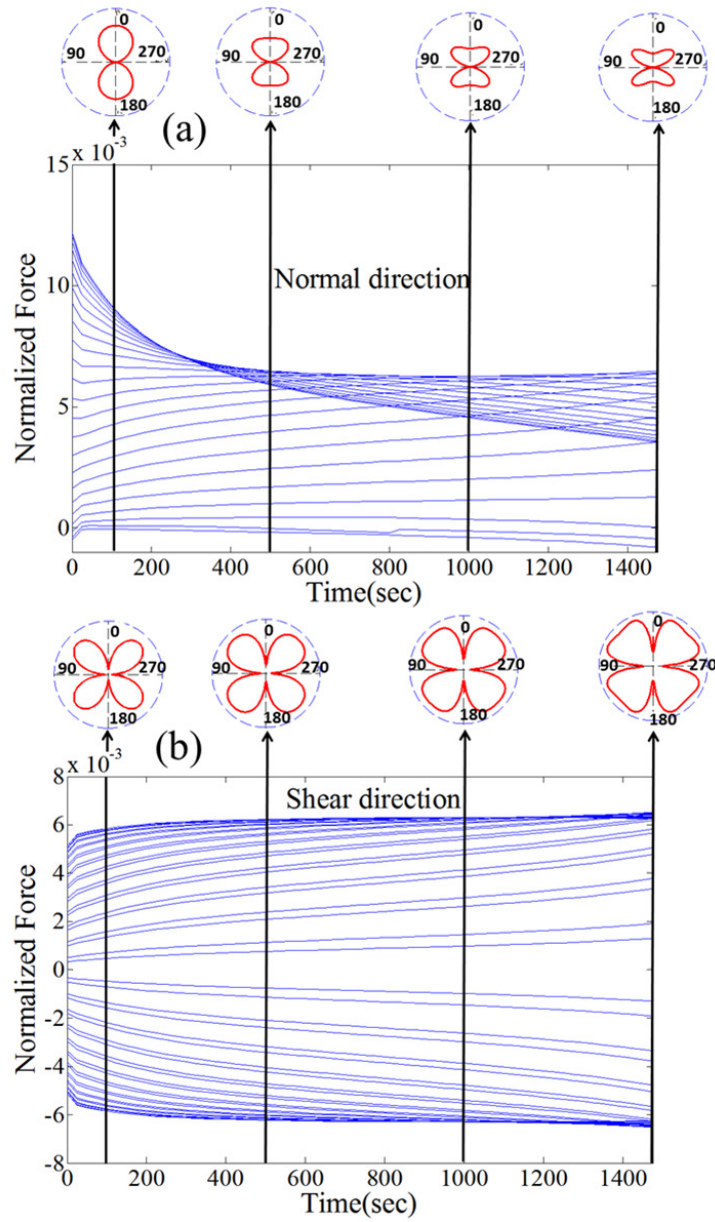 0 0 0 0
90 270 90 270 90 270 90 270
180 180 180 180
(a)
x 10⁻³
15
10
5
0
Normal direction
Normalized Force
0 200 400 600 800 1000 1200 1400
Time(sec)
0 0 0 0
90 270 90 270 90 270 90 270
180 180 180 180
(b)
x 10⁻³
8
6
4
2
0
-2
-4
-6
-8
Shear direction
Normalized Force
0 200 400 600 800 1000 1200 1400
Time(sec)